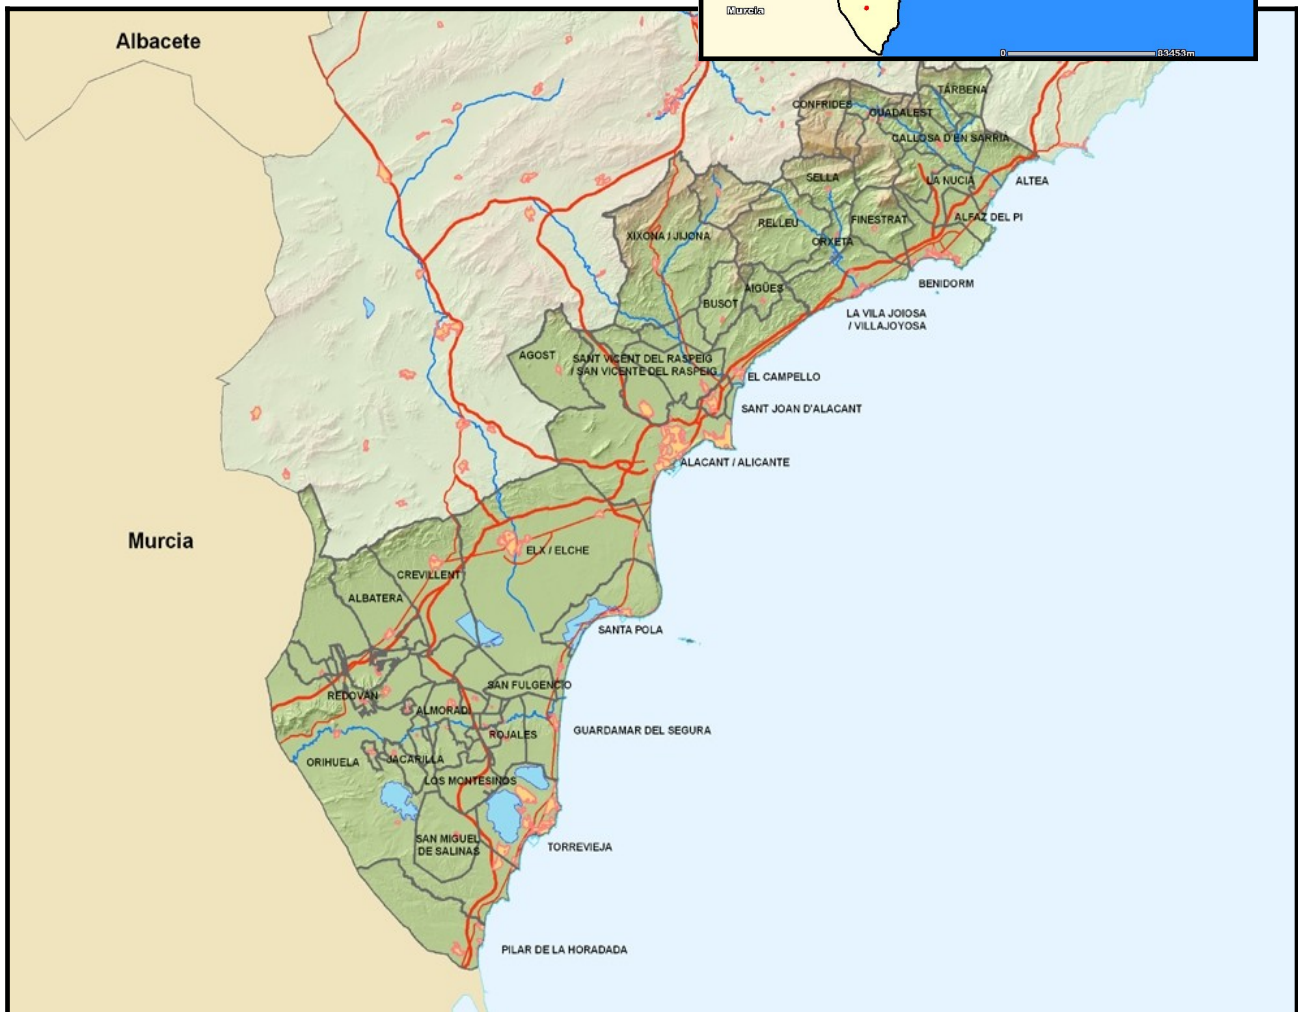 Murcia
0 83453m
Albacete
TÀRBENA
CONFRIDES
GUADALEST
CALLOSA D'EN SARRIÀ
SELLA
LA NUCIA
ALTEA
ALFAZ DEL PI
FINESTRAT
RELLEU
XIXONA / JIJONA
ORXETA
BENIDORM
AIGÜES
BUSOT
LA VILA JOIOSA
/ VILLAJOYOSA
AGOST
SANT VICENT DEL RASPEIG
/ SAN VICENTE DEL RASPEIG
EL CAMPELLO
SANT JOAN D'ALACANT
ALACANT / ALICANTE
Murcia
ELX / ELCHE
CREVILLENT
ALBATERA
SANTA POLA
SAN FULGENCIO
REDOVÁN
ALMORADÍ
GUARDAMAR DEL SEGURA
ROJALES
ORIHUELA
JACARILLA
LOS MONTESINOS
SAN MIGUEL
DE SALINAS
TORREVIEJA
PILAR DE LA HORADADA